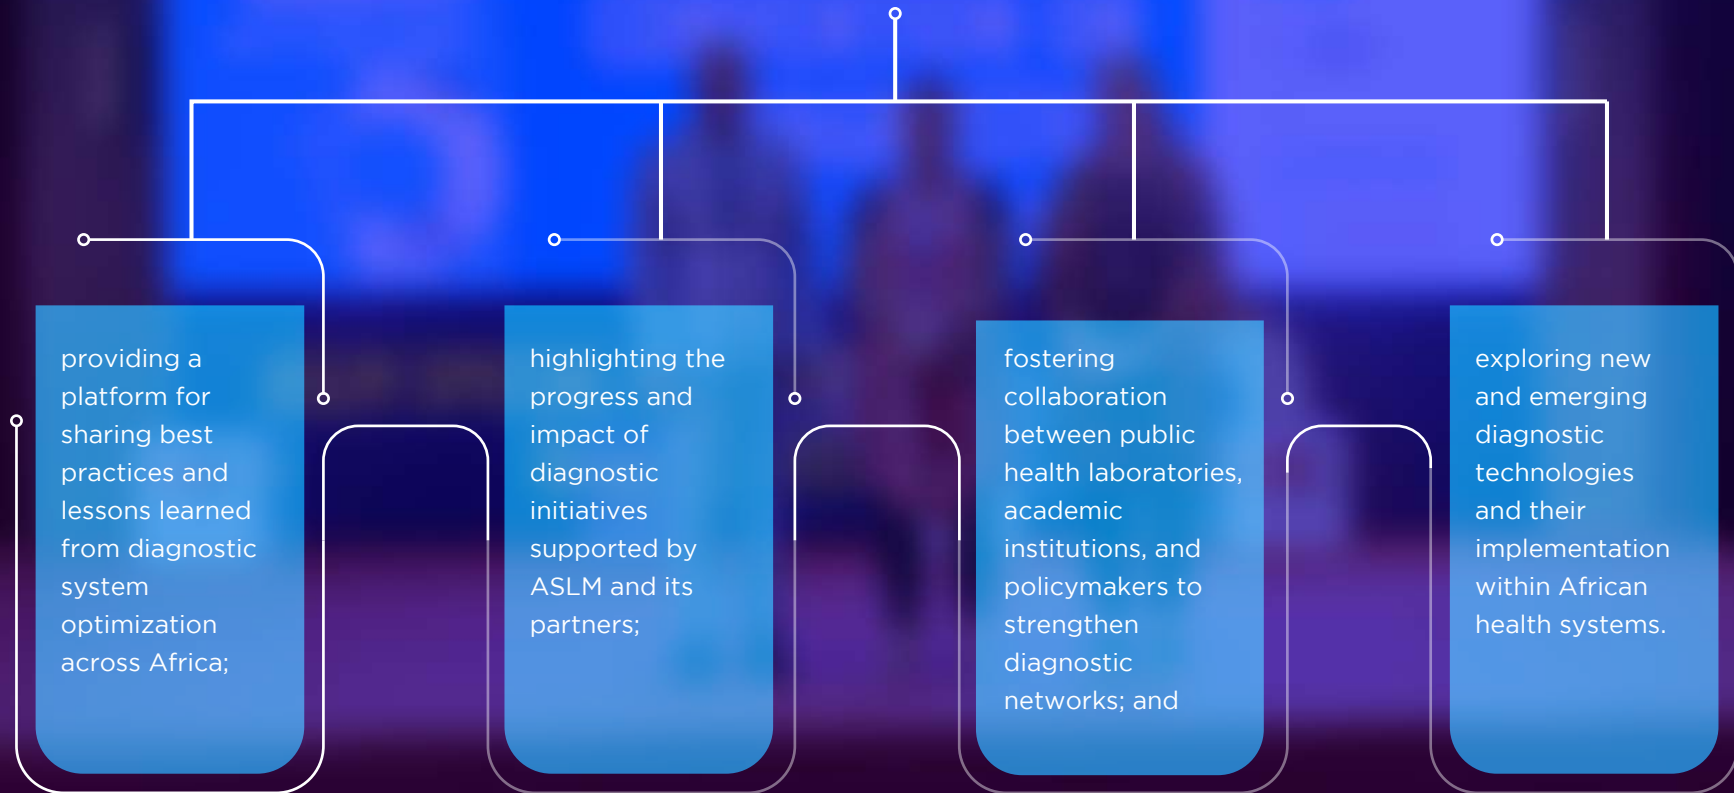 providing a
platform for
sharing best
practices and
lessons learned
from diagnostic
system
optimization
across Africa;
highlighting the
progress and
impact of
diagnostic
initiatives
supported by
ASLM and its
partners;
fostering
collaboration
between public
health laboratories,
academic
institutions, and
policymakers to
strengthen
diagnostic
networks; and
exploring new
and emerging
diagnostic
technologies
and their
implementation
within African
health systems.